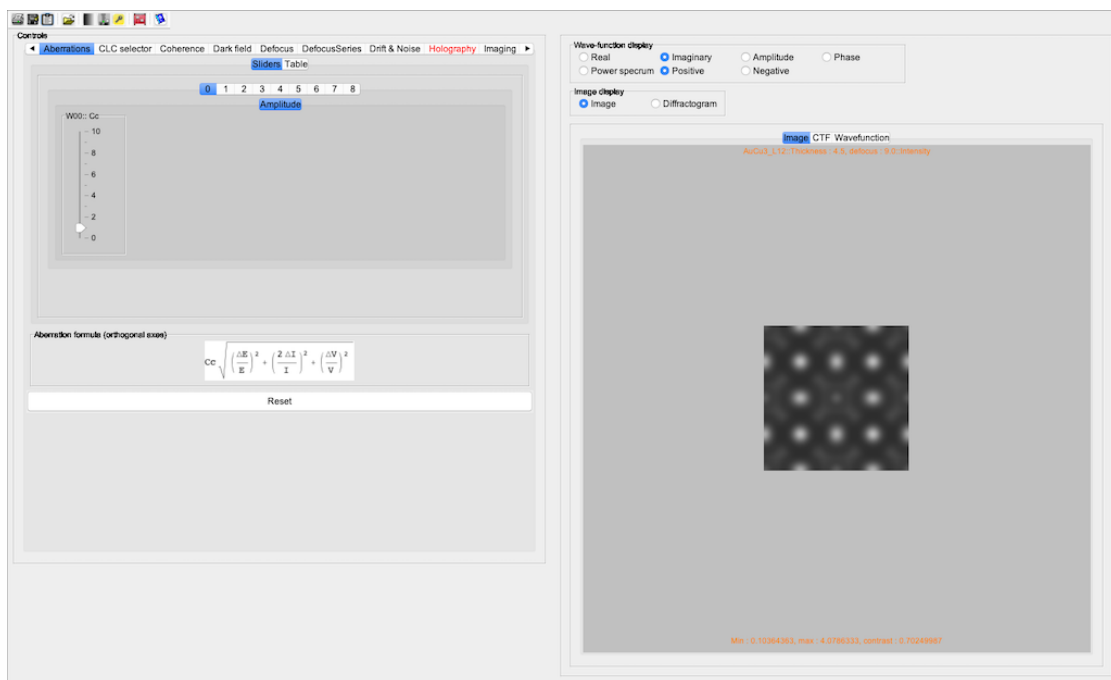 Controls
Aberrations CLC selector Coherence Dark field Defocus DefocusSeries Drift & Noise Holography Imaging
Sliders Table
0 1 2 3 4 5 6 7 8
Amplitude
W00:: Cc
10
8
6
4
2
0
Aberration formula (orthogonal axes)
Cc √((ΔE/E)² + (2 ΔI/I)² + (ΔV/V)²)
Reset
Wave-function display
Real Imaginary Amplitude Phase
Power specrum Positive Negative
Image display
Image Diffractogram
Image CTF Wavefunction
AuCu3_L12::Thickness : 4.5, defocus : 9.0::Intensity
Min : 0.10364363, max : 4.0786333, contrast : 0.70249567